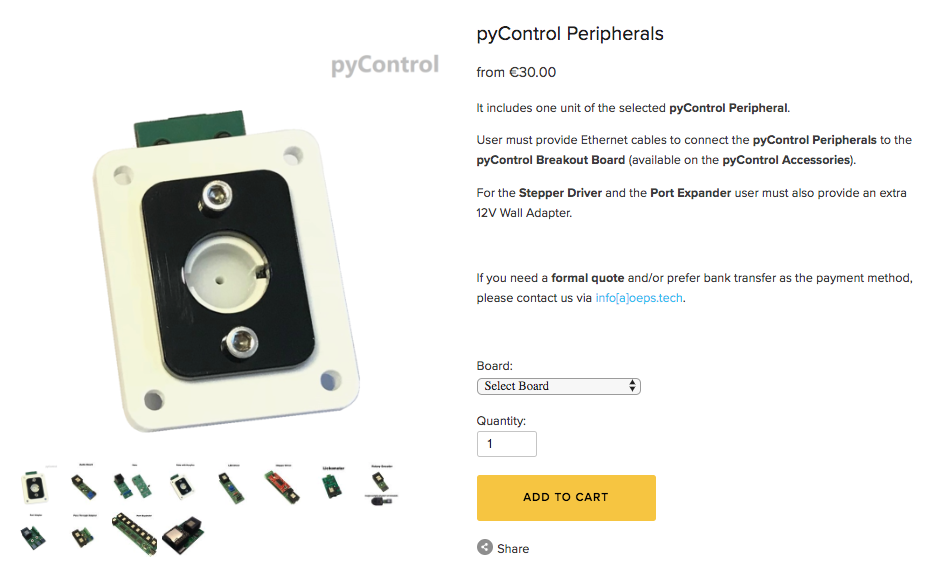 pyControl
pyControl Peripherals
from €30.00
It includes one unit of the selected pyControl Peripheral.
User must provide Ethernet cables to connect the pyControl Peripherals to the
pyControl Breakout Board (available on the pyControl Accessories).
For the Stepper Driver and the Port Expander user must also provide an extra
12V Wall Adapter.
If you need a formal quote and/or prefer bank transfer as the payment method,
please contact us via info[a]oeps.tech.
Board:
Select Board
Quantity:
1
ADD TO CART
Share
Lickometer
Rotary Encoder